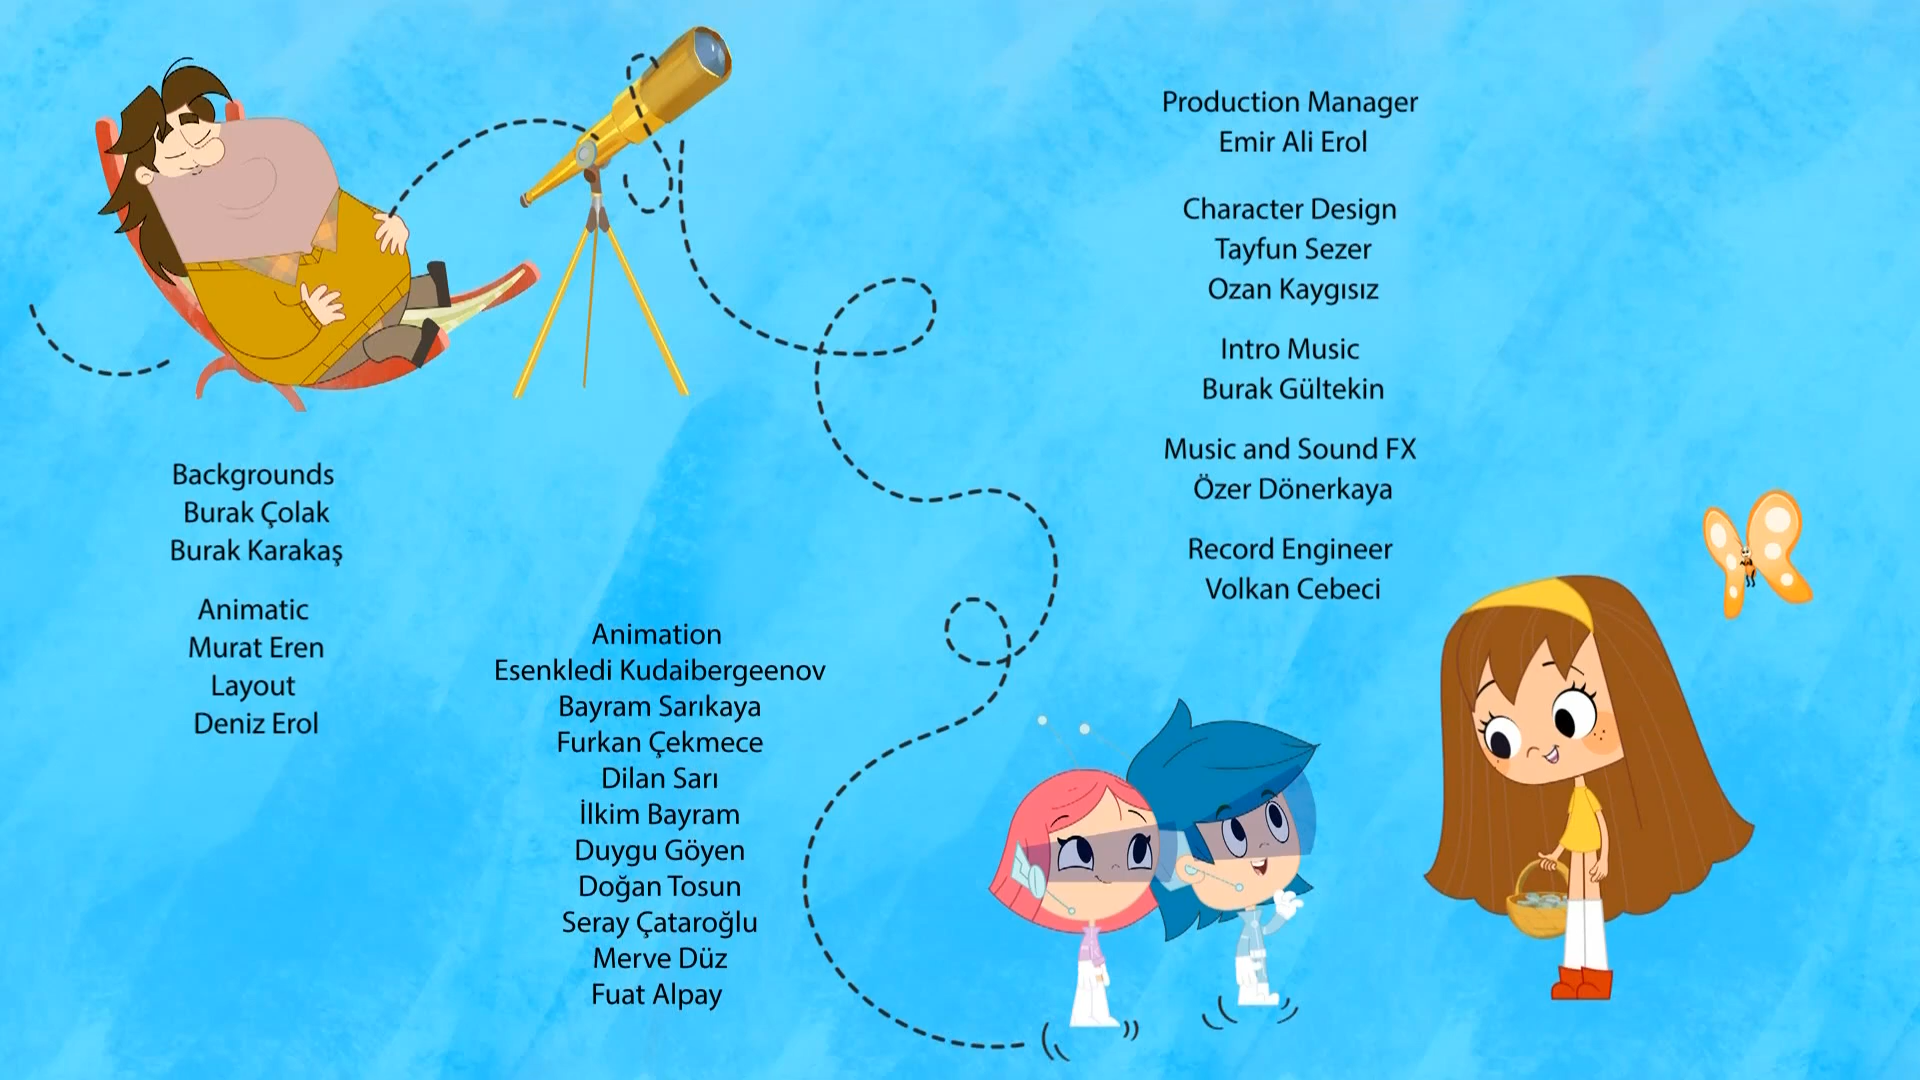 Backgrounds
Burak Çolak
Burak Karakaş
Animatic
Murat Eren
Layout
Deniz Erol
Animation
Esenkledi Kudaibergeenov
Bayram Sarıkaya
Furkan Çekmece
Dilan Sarı
İlkim Bayram
Duygu Göyen
Doğan Tosun
Seray Çataroğlu
Merve Düz
Fuat Alpay
Production Manager
Emir Ali Erol
Character Design
Tayfun Sezer
Ozan Kaygısız
Intro Music
Burak Gültekin
Music and Sound FX
Özer Dönerkaya
Record Engineer
Volkan Cebeci